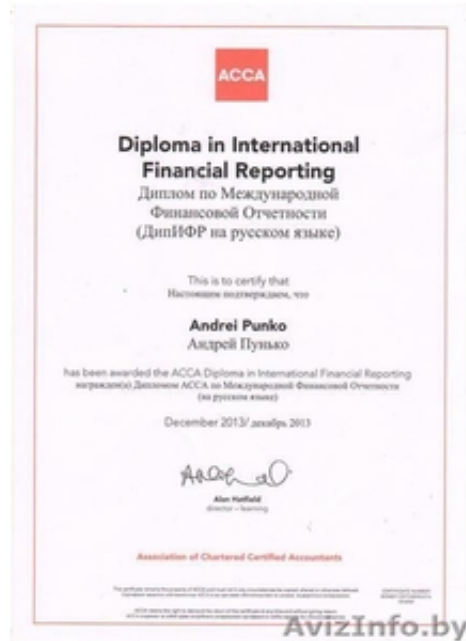 ACCA
Diploma in International
Financial Reporting
Диплом по Международной
Финансовой Отчетности
(ДипИФР на русском языке)
This is to certify that
Настоящим подтверждаем, что
Andrei Punko
Андрей Пунько
has been awarded the ACCA Diploma in International Financial Reporting
награжден(а) Дипломом АССА по Международной Финансовой Отчетности
(на русском языке)
December 2013/ декабрь 2013
Alan Hatfield
director – learning
Association of Chartered Certified Accountants
AvizInfo.by